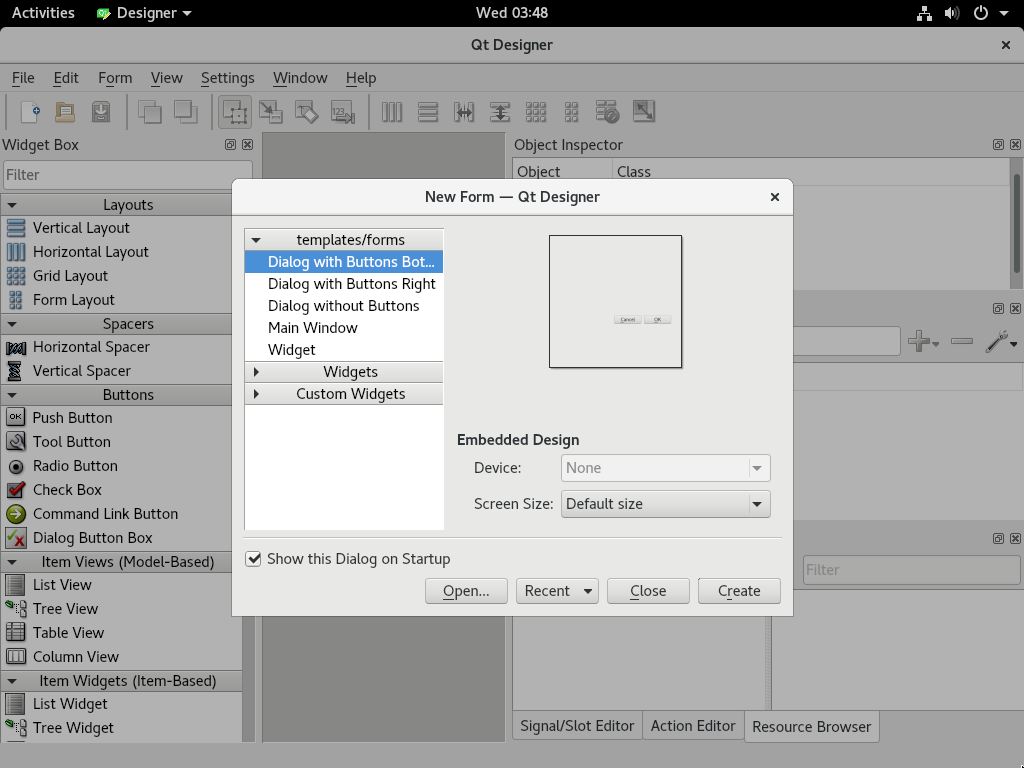 Activities Designer Wed 03:48
Qt Designer
File Edit Form View Settings Window Help
Widget Box
Filter
Layouts
Vertical Layout
Horizontal Layout
Grid Layout
Form Layout
Spacers
Horizontal Spacer
Vertical Spacer
Buttons
OK Push Button
Tool Button
Radio Button
Check Box
Command Link Button
Dialog Button Box
Item Views (Model-Based)
List View
Tree View
Table View
Column View
Item Widgets (Item-Based)
List Widget
Tree Widget
123
Object Inspector
Object Class
New Form — Qt Designer
templates/forms
Dialog with Buttons Bot...
Dialog with Buttons Right
Dialog without Buttons
Main Window
Widget
Widgets
Custom Widgets
Cancel OK
Embedded Design
Device: None
Screen Size: Default size
Show this Dialog on Startup
Open... Recent Close Create
Filter
Signal/Slot Editor Action Editor Resource Browser